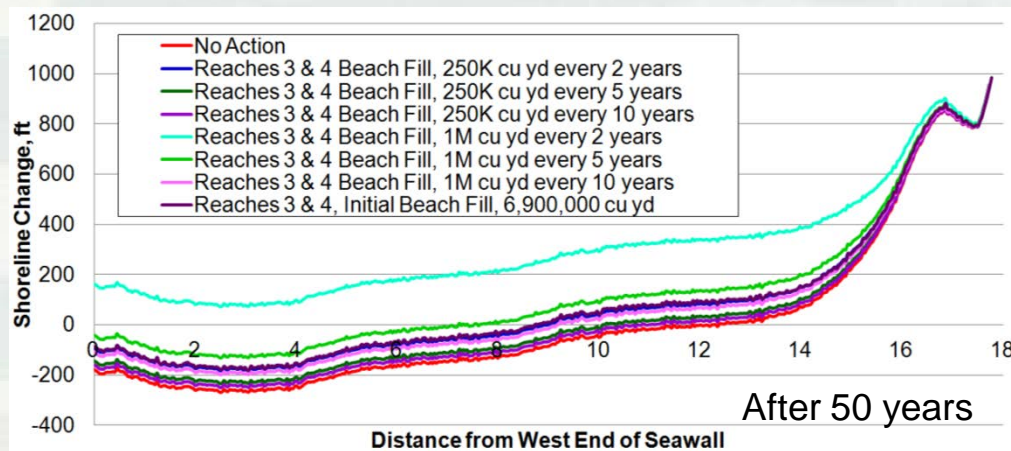 1200
1000
800
600
400
200
0
-200
-400
Shoreline Change, ft
No Action
Reaches 3 & 4 Beach Fill, 250K cu yd every 2 years
Reaches 3 & 4 Beach Fill, 250K cu yd every 5 years
Reaches 3 & 4 Beach Fill, 250K cu yd every 10 years
Reaches 3 & 4 Beach Fill, 1M cu yd every 2 years
Reaches 3 & 4 Beach Fill, 1M cu yd every 5 years
Reaches 3 & 4 Beach Fill, 1M cu yd every 10 years
Reaches 3 & 4, Initial Beach Fill, 6,900,000 cu yd
0 2 4 6 8 10 12 14 16 18
After 50 years
Distance from West End of Seawall